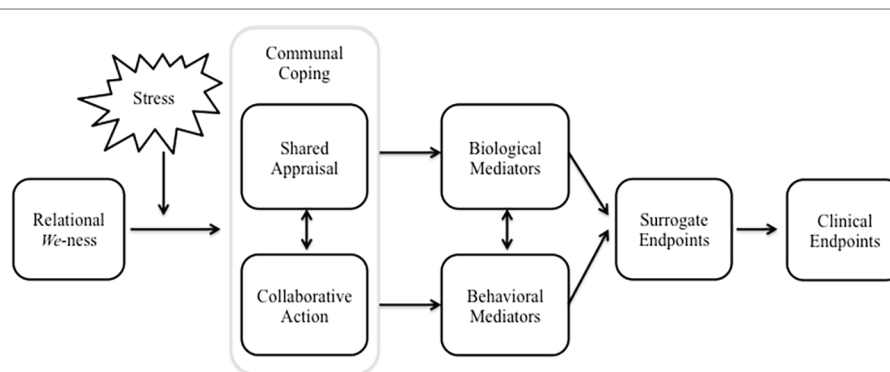 Communal
Coping
Stress
Shared
Appraisal
Biological
Mediators
Relational
We-ness
Surrogate
Endpoints
Clinical
Endpoints
Collaborative
Action
Behavioral
Mediators